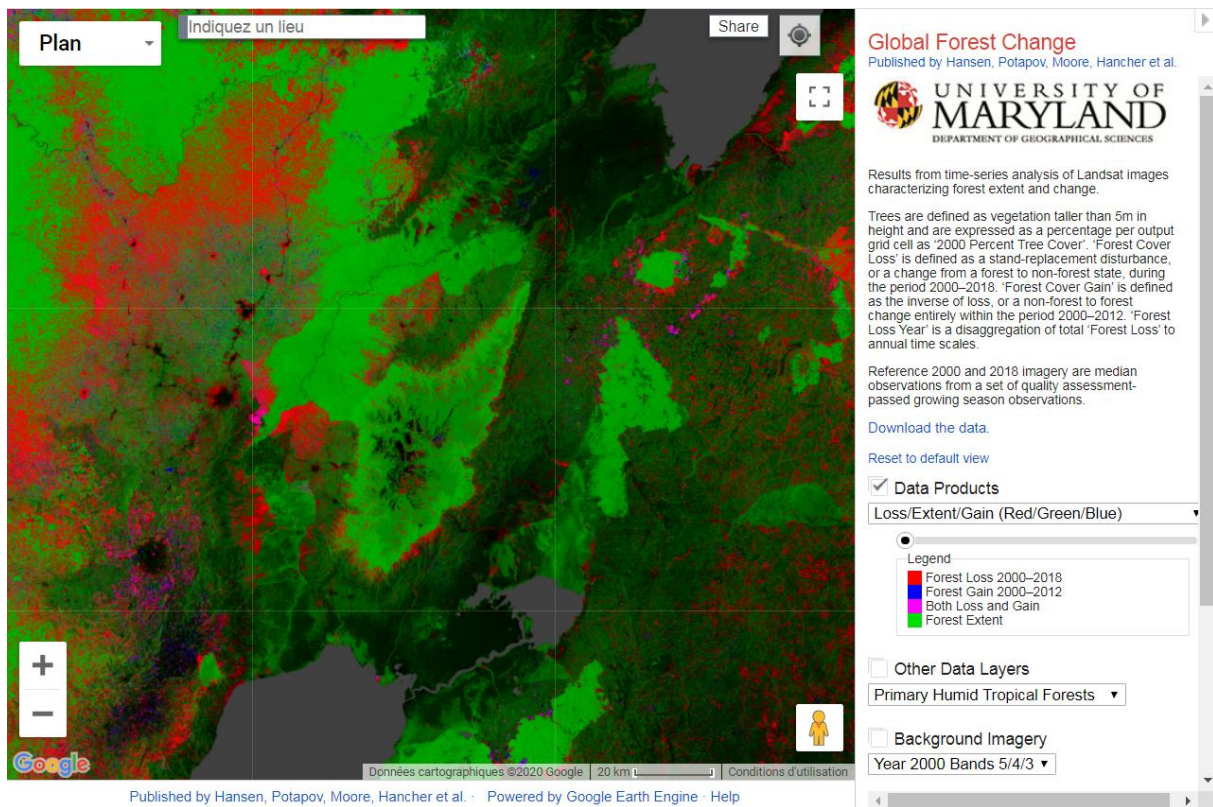 Plan
Indiquez un lieu
Share
Google
Données cartographiques ©2020 Google
20 km
Conditions d'utilisation
Published by Hansen, Potapov, Moore, Hancher et al. · Powered by Google Earth Engine · Help
Global Forest Change
Published by Hansen, Potapov, Moore, Hancher et al.
UNIVERSITY OF
MARYLAND
DEPARTMENT OF GEOGRAPHICAL SCIENCES
Results from time-series analysis of Landsat images
characterizing forest extent and change.
Trees are defined as vegetation taller than 5m in
height and are expressed as a percentage per output
grid cell as '2000 Percent Tree Cover'. 'Forest Cover
Loss' is defined as a stand-replacement disturbance,
or a change from a forest to non-forest state, during
the period 2000–2018. 'Forest Cover Gain' is defined
as the inverse of loss, or a non-forest to forest
change entirely within the period 2000–2012. 'Forest
Loss Year' is a disaggregation of total 'Forest Loss' to
annual time scales.
Reference 2000 and 2018 imagery are median
observations from a set of quality assessment-
passed growing season observations.
Download the data.
Reset to default view
Data Products
Loss/Extent/Gain (Red/Green/Blue)
Legend
Forest Loss 2000–2018
Forest Gain 2000–2012
Both Loss and Gain
Forest Extent
Other Data Layers
Primary Humid Tropical Forests
Background Imagery
Year 2000 Bands 5/4/3